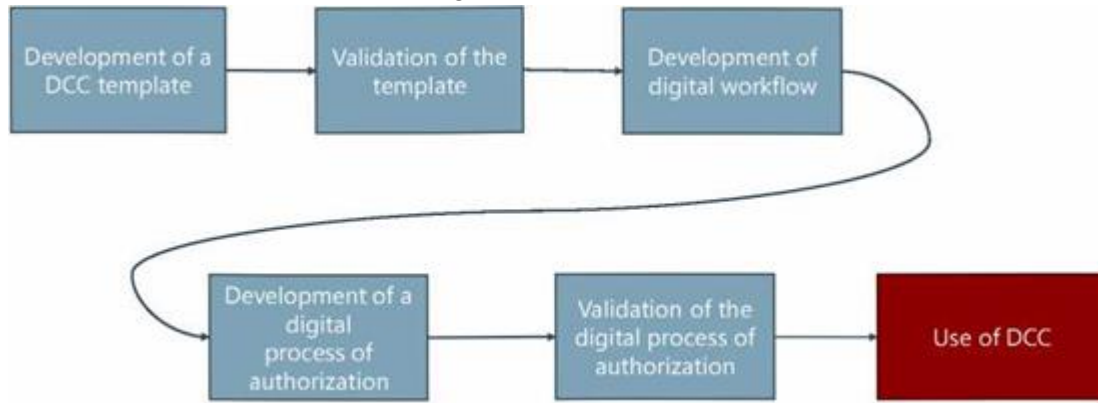 Development of a
DCC template
Validation of the
template
Development of
digital workflow
Development of a
digital
process of
authorization
Validation of the
digital process of
authorization
Use of DCC